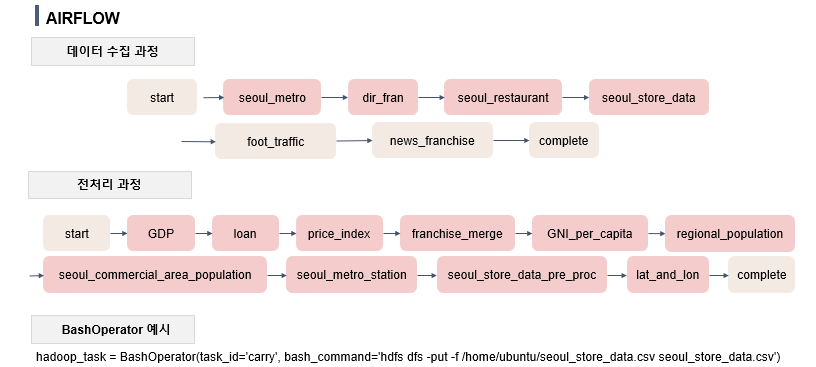 AIRFLOW
데이터 수집 과정
start seoul_metro dir_fran seoul_restaurant seoul_store_data
foot_traffic news_franchise complete
전처리 과정
start GDP loan price_index franchise_merge GNI_per_capita regional_population
seoul_commercial_area_population seoul_metro_station seoul_store_data_pre_proc lat_and_lon complete
BashOperator 예시
hadoop_task = BashOperator(task_id='carry', bash_command='hdfs dfs -put -f /home/ubuntu/seoul_store_data.csv seoul_store_data.csv')